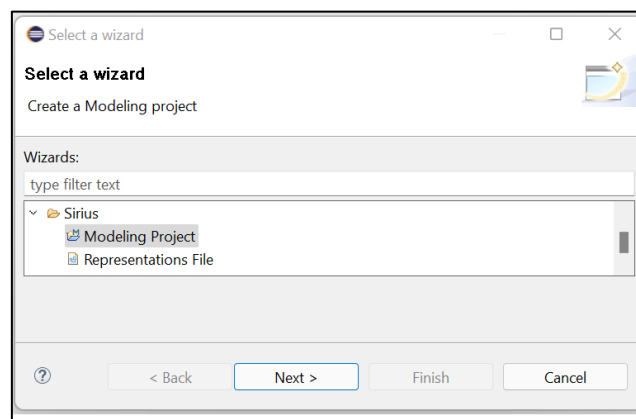 Select a wizard
Select a wizard
Create a Modeling project
Wizards:
type filter text
Sirius
Modeling Project
Representations File
< Back Next > Finish Cancel